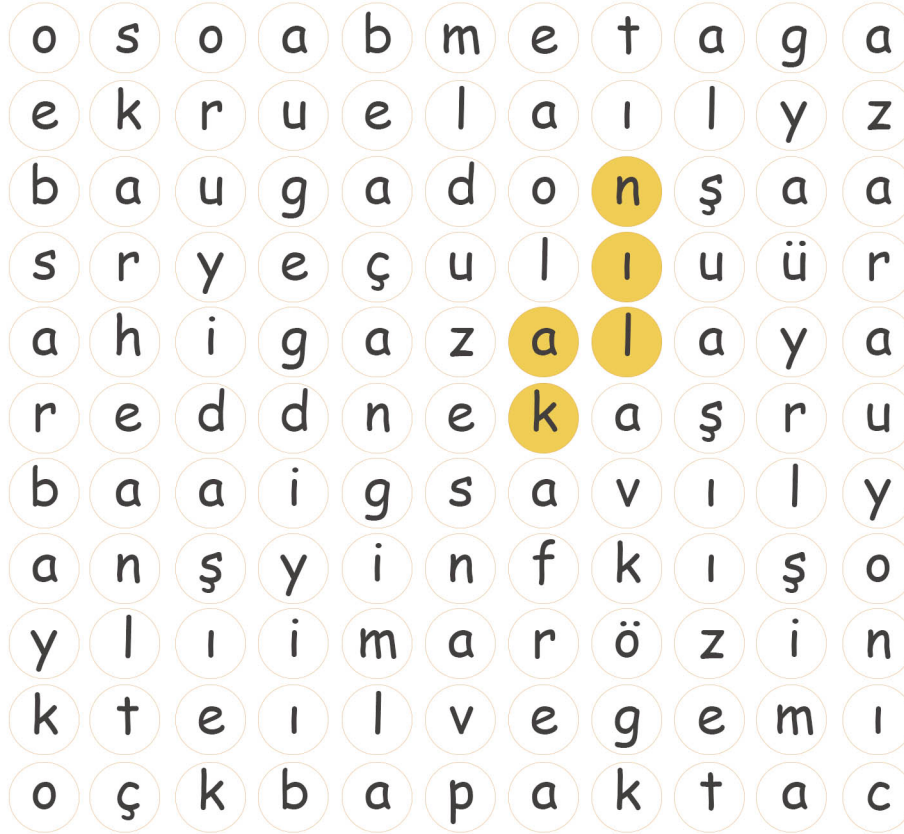 o s o a b m e t a g a
e k r u e l a ı l y z
b a u g a d o n ş a a
s r y e ç u l ı u ü r
a h i g a z a l a y a
r e d d n e k a ş r u
b a a i g s a v ı l y
a n ş y i n f k ı ş o
y l ı i m a r ö z i n
k t e ı l v e g e m ı
o ç k b a p a k t a c